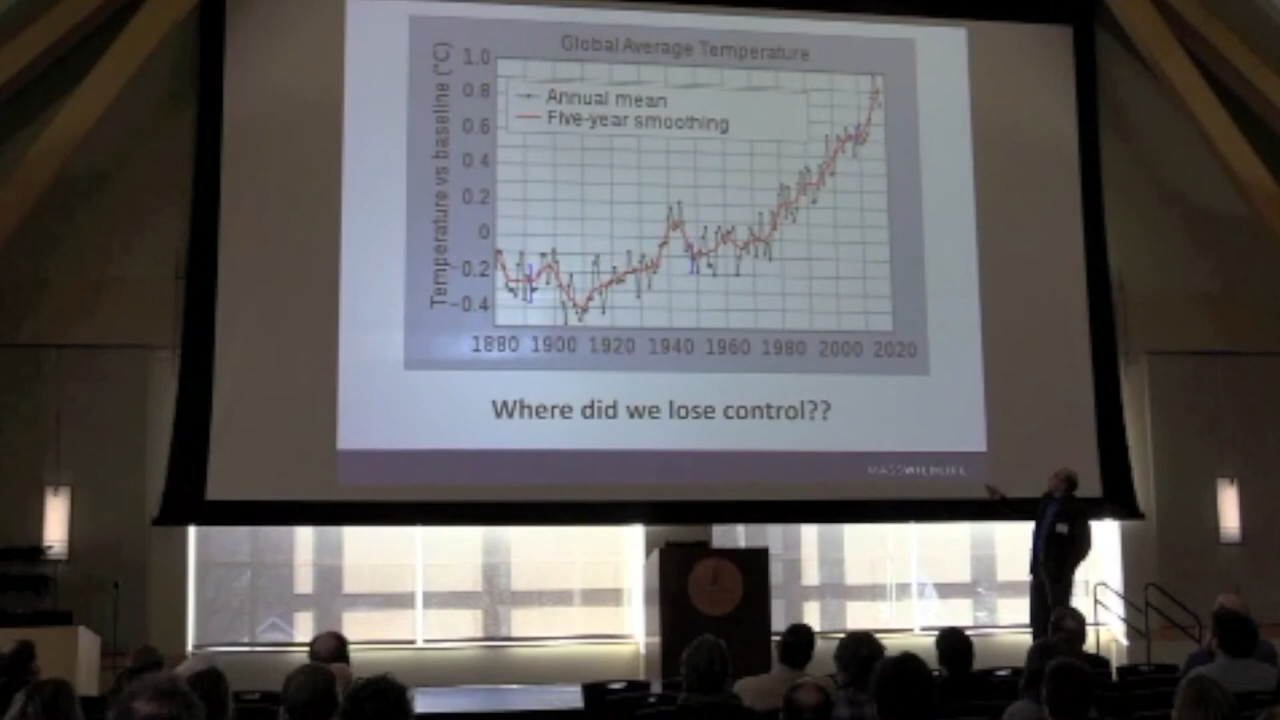 Global Average Temperature
Temperature vs baseline (°C)
1.0
0.8
0.6
0.4
0.2
0
-0.2
-0.4
Annual mean
Five-year smoothing
1880 1900 1920 1940 1960 1980 2000 2020
Where did we lose control??
MASSWILDLIFE